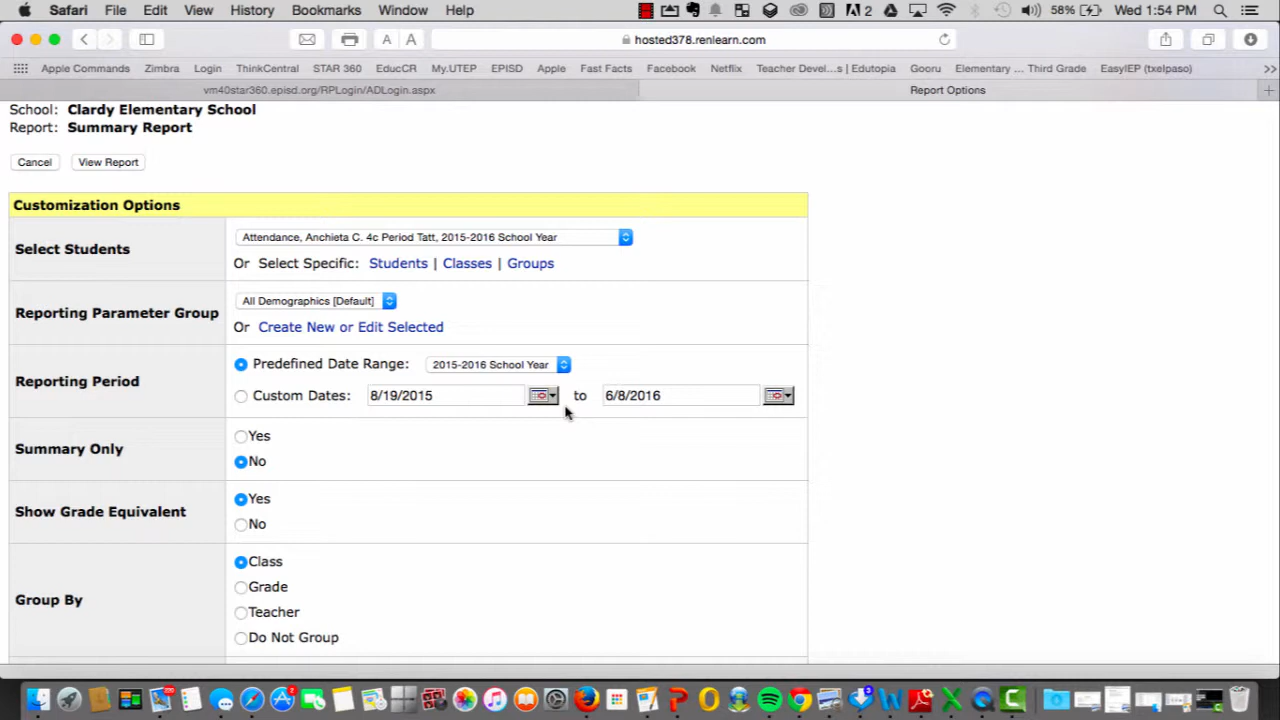 Safari File Edit View History Bookmarks Window Help 2 58% Wed 1:54 PM
A A hosted378.renlearn.com
Apple Commands Zimbra Login ThinkCentral STAR 360 EducCR My.UTEP EPISD Apple Fast Facts Facebook Netflix Teacher Devel...s | Edutopia Gooru Elementary ... Third Grade EasyIEP (txelpaso) >>
vm40star360.episd.org/RPLogin/ADLogin.aspx Report Options +
School: Clardy Elementary School
Report: Summary Report
Cancel View Report
Customization Options
Select Students
Attendance, Anchieta C. 4c Period Tatt, 2015-2016 School Year
Or Select Specific: Students | Classes | Groups
Reporting Parameter Group
All Demographics [Default]
Or Create New or Edit Selected
Reporting Period
Predefined Date Range: 2015-2016 School Year
Custom Dates: 8/19/2015 to 6/8/2016
Summary Only
Yes
No
Show Grade Equivalent
Yes
No
Group By
Class
Grade
Teacher
Do Not Group